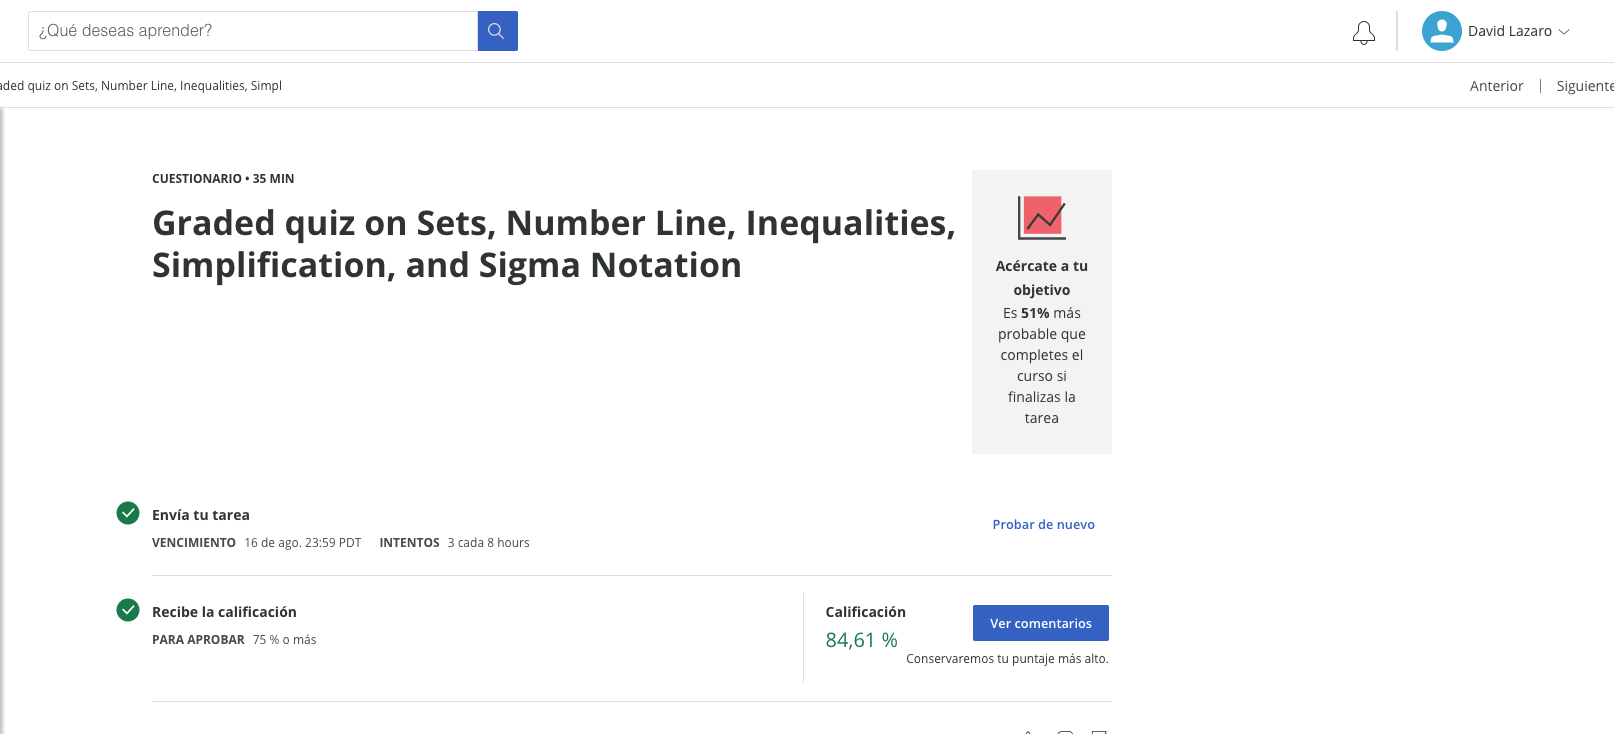 ¿Qué deseas aprender?
David Lazaro
aded quiz on Sets, Number Line, Inequalities, Simpl
Anterior
Siguiente
CUESTIONARIO • 35 MIN
Graded quiz on Sets, Number Line, Inequalities,
Simplification, and Sigma Notation
Acércate a tu
objetivo
Es 51% más
probable que
completes el
curso si
finalizas la
tarea
Envía tu tarea
VENCIMIENTO 16 de ago. 23:59 PDT INTENTOS 3 cada 8 hours
Probar de nuevo
Recibe la calificación
PARA APROBAR 75 % o más
Calificación
84,61 %
Ver comentarios
Conservaremos tu puntaje más alto.